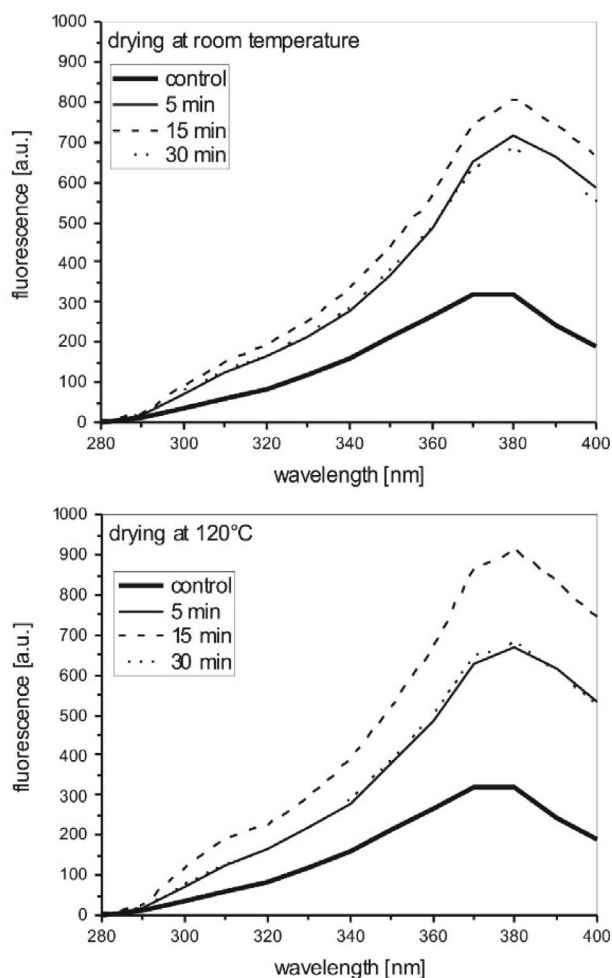 drying at room temperature
control
5 min
15 min
30 min
fluorescence [a.u.]
1000
900
800
700
600
500
400
300
200
100
0
280 300 320 340 360 380 400
wavelength [nm]
drying at 120°C
control
5 min
15 min
30 min
fluorescence [a.u.]
1000
900
800
700
600
500
400
300
200
100
0
280 300 320 340 360 380 400
wavelength [nm]